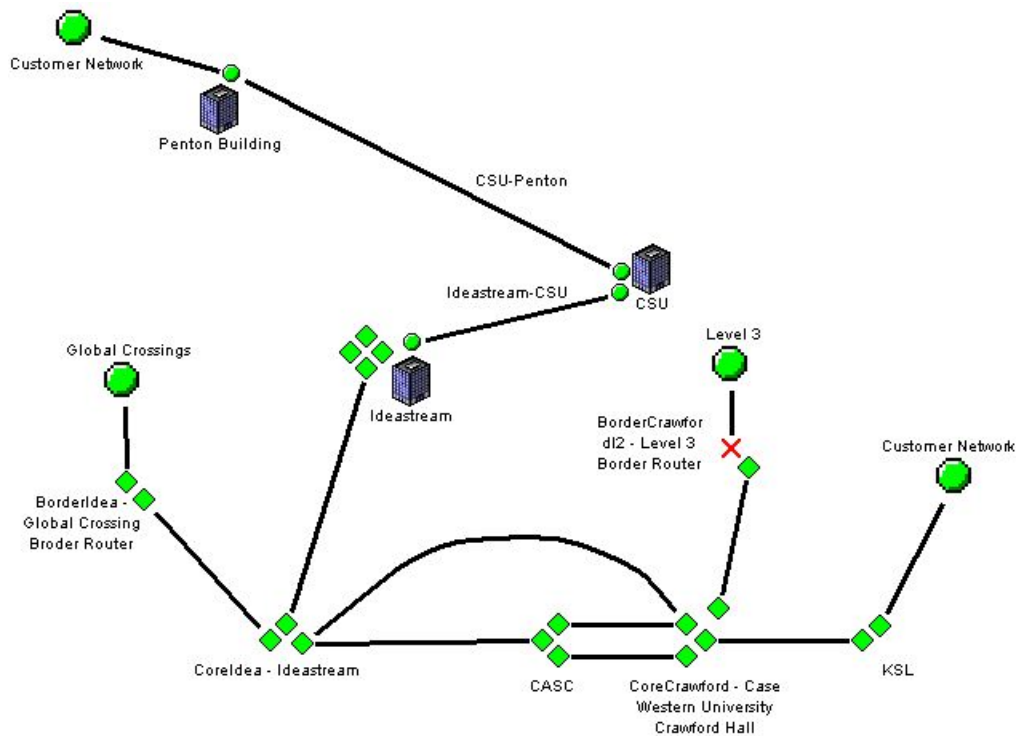 Customer Network
Penton Building
CSU-Penton
Ideastream-CSU
CSU
Global Crossings
Ideastream
Level 3
BorderCrawfor
dl2 - Level 3
Border Router
Customer Network
BorderIdea -
Global Crossing
Broder Router
CoreIdea - Ideastream
CASC
CoreCrawford - Case
Western University
Crawford Hall
KSL